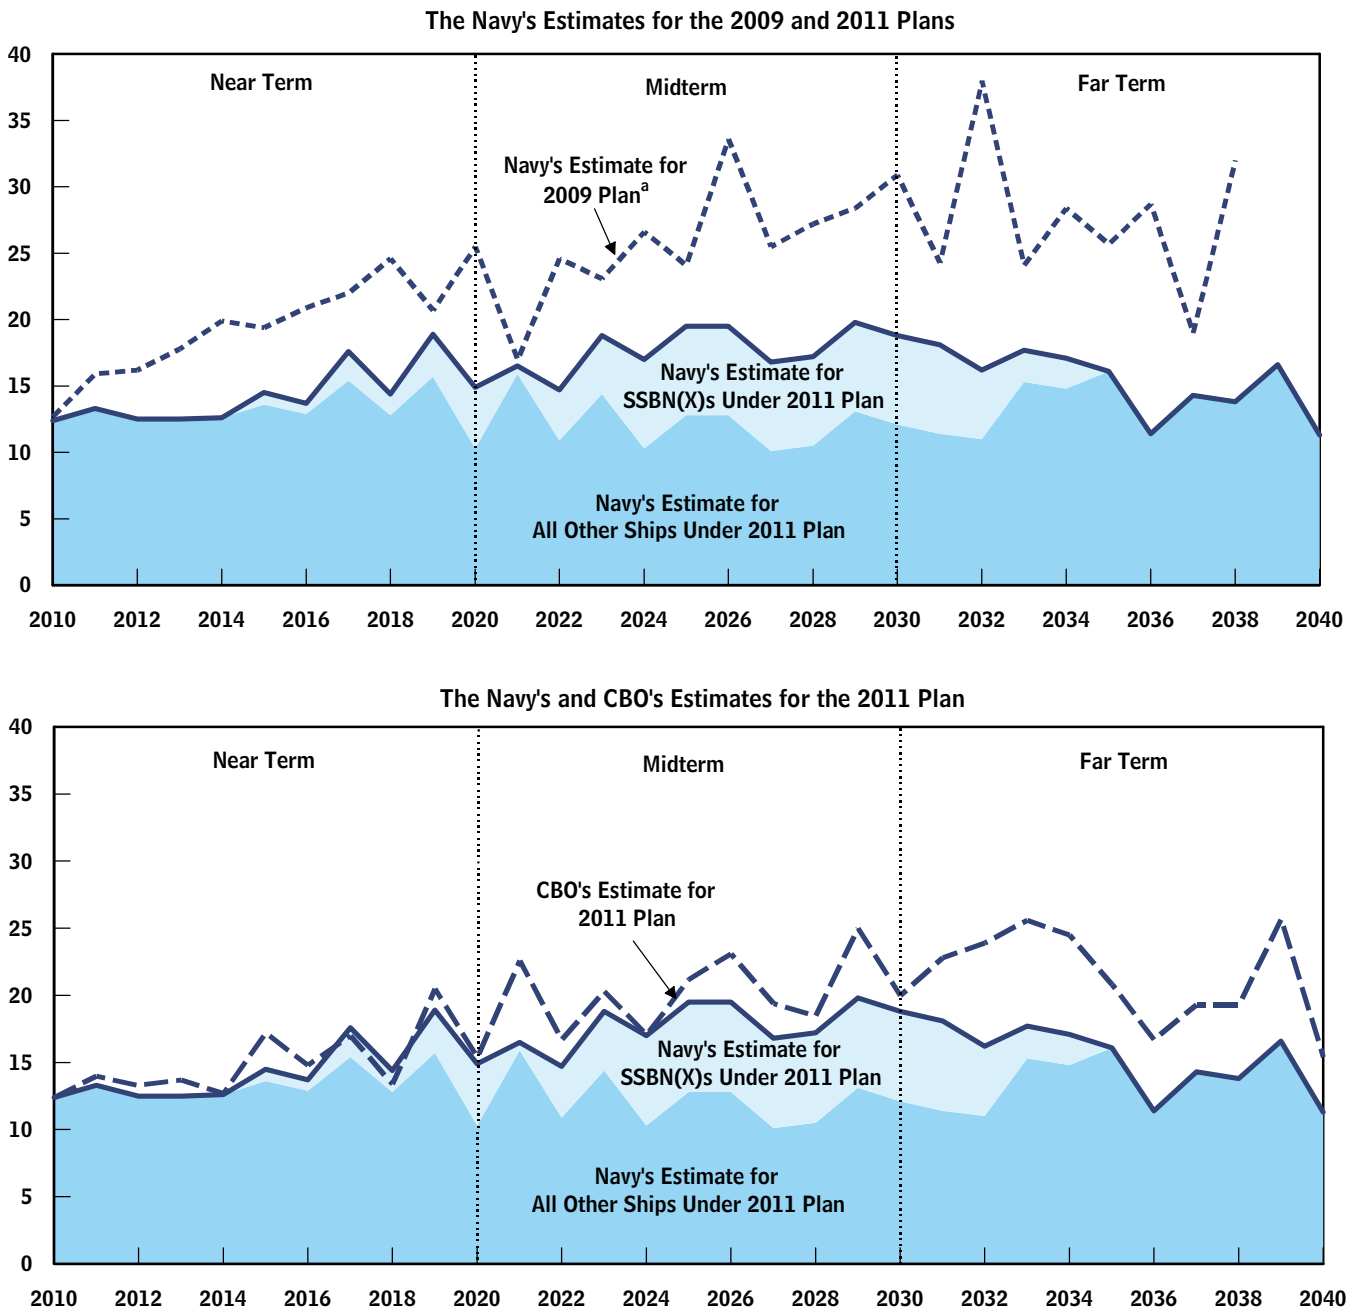 The Navy's Estimates for the 2009 and 2011 Plans
40
Near Term
Midterm
Far Term
35
30
Navy's Estimate for
2009 Planᵃ
25
20
15
Navy's Estimate for
SSBN(X)s Under 2011 Plan
10
Navy's Estimate for
All Other Ships Under 2011 Plan
5
0
2010 2012 2014 2016 2018 2020 2022 2024 2026 2028 2030 2032 2034 2036 2038 2040
The Navy's and CBO's Estimates for the 2011 Plan
40
Near Term
Midterm
Far Term
35
30
CBO's Estimate for
2011 Plan
25
20
15
Navy's Estimate for
SSBN(X)s Under 2011 Plan
10
Navy's Estimate for
All Other Ships Under 2011 Plan
5
0
2010 2012 2014 2016 2018 2020 2022 2024 2026 2028 2030 2032 2034 2036 2038 2040